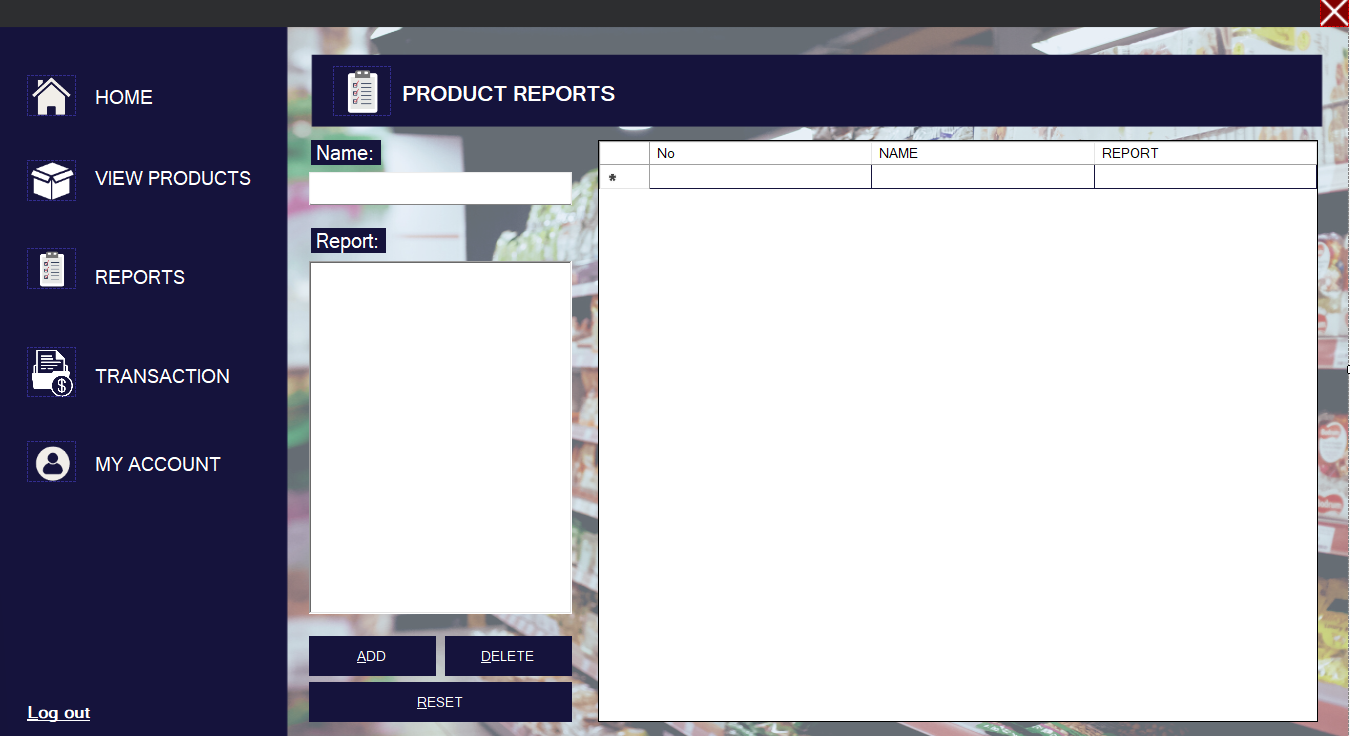 HOME
VIEW PRODUCTS
REPORTS
TRANSACTION
$
MY ACCOUNT
Log out
PRODUCT REPORTS
Name:
Report:
ADD
DELETE
RESET
No NAME REPORT
*